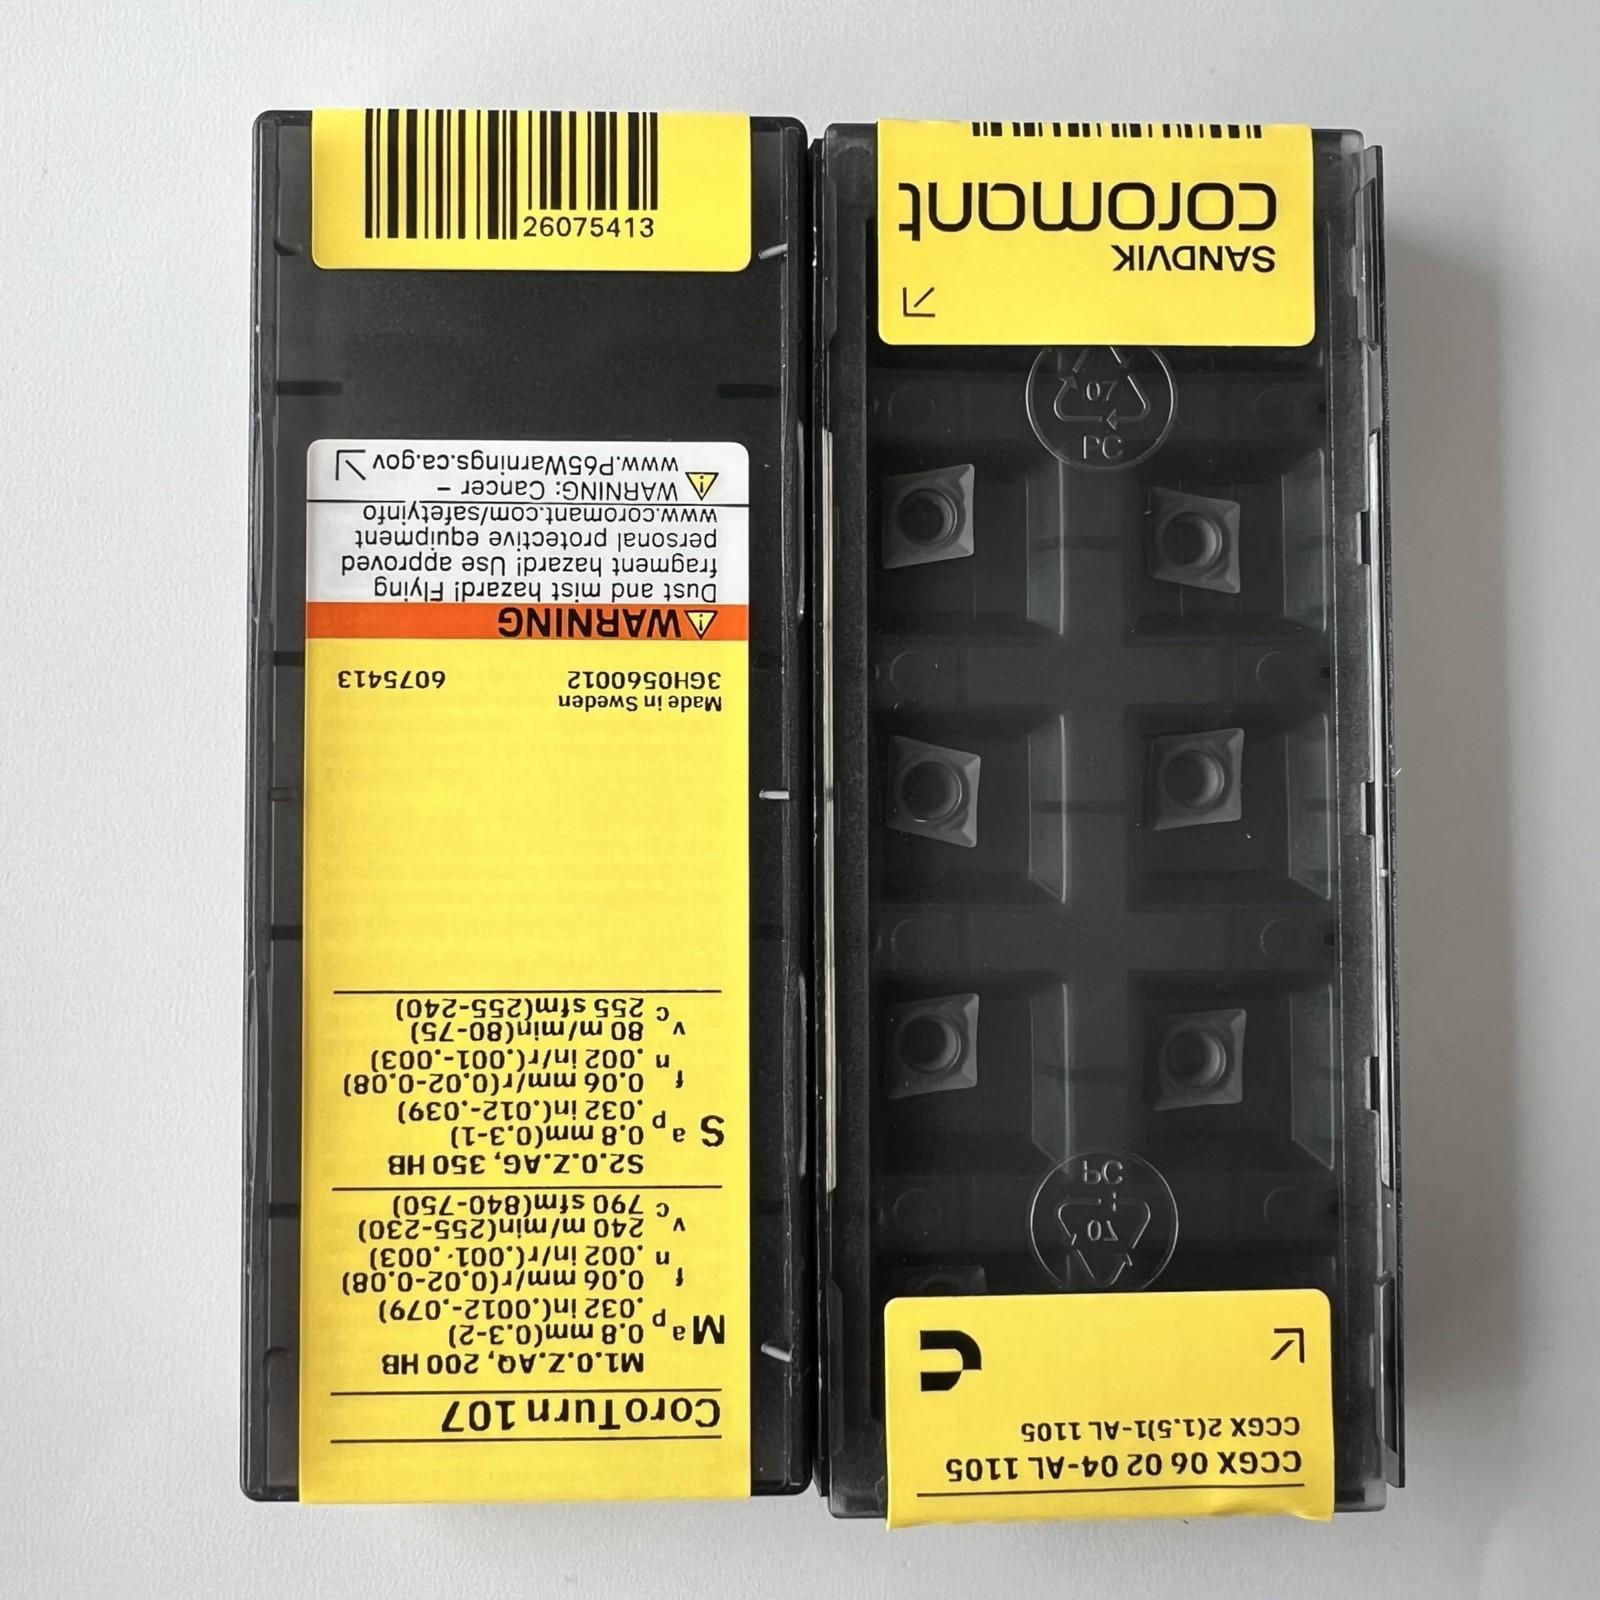 CoroTurn 107
M1.0.Z.AQ, 200 HB
M ap 0.8 mm(0.3-2)
.032 in(.0012-.079)
fn 0.06 mm/r(0.02-0.08)
.002 in/r(.001-.003)
vc 240 m/min(255-230)
790 sfm(840-750)
S2.0.Z.AG, 350 HB
S ap 0.8 mm(0.3-1)
.032 in(.012-.039)
fn 0.06 mm/r(0.02-0.08)
.002 in/r(.001-.003)
vc 80 m/min(80-75)
255 sfm(255-240)
Made in Sweden
3GH0560012 6075413
WARNING
Dust and mist hazard! Flying
fragment hazard! Use approved
personal protective equipment
www.coromant.com/safetyinfo
WARNING: Cancer –
www.P65Warnings.ca.gov
26075413
CCGX 06 02 04-AL 1105
CCGX 2(1.5)1-AL 1105
07
PC
07
PC
SANDVIK
coromant